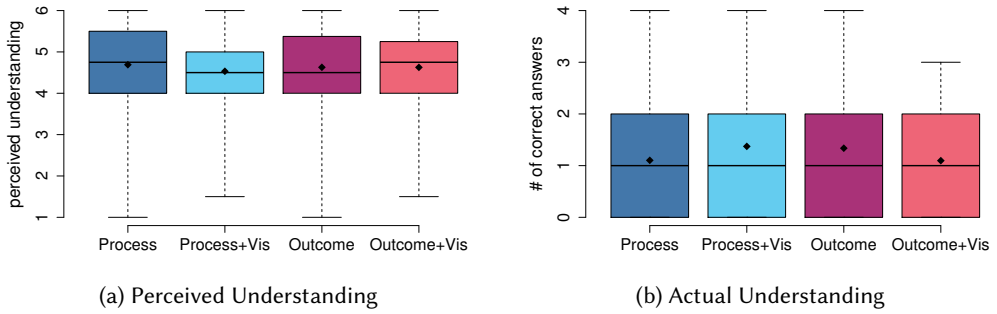 perceived understanding
6
5
4
3
2
1
Process
Process+Vis
Outcome
Outcome+Vis
(a) Perceived Understanding
# of correct answers
4
3
2
1
0
Process
Process+Vis
Outcome
Outcome+Vis
(b) Actual Understanding